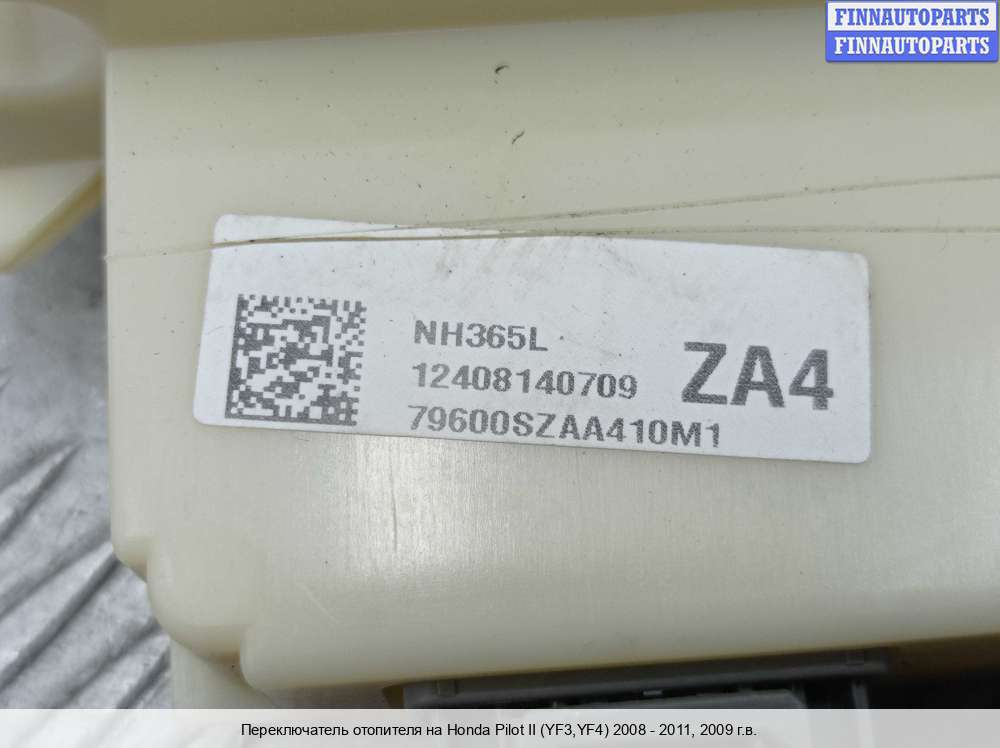 FINNAUTOPARTS
FINNAUTOPARTS
NH365L
12408140709
ZA4
79600SZAA410M1
Переключатель отопителя на Honda Pilot II (YF3,YF4) 2008 - 2011, 2009 г.в.